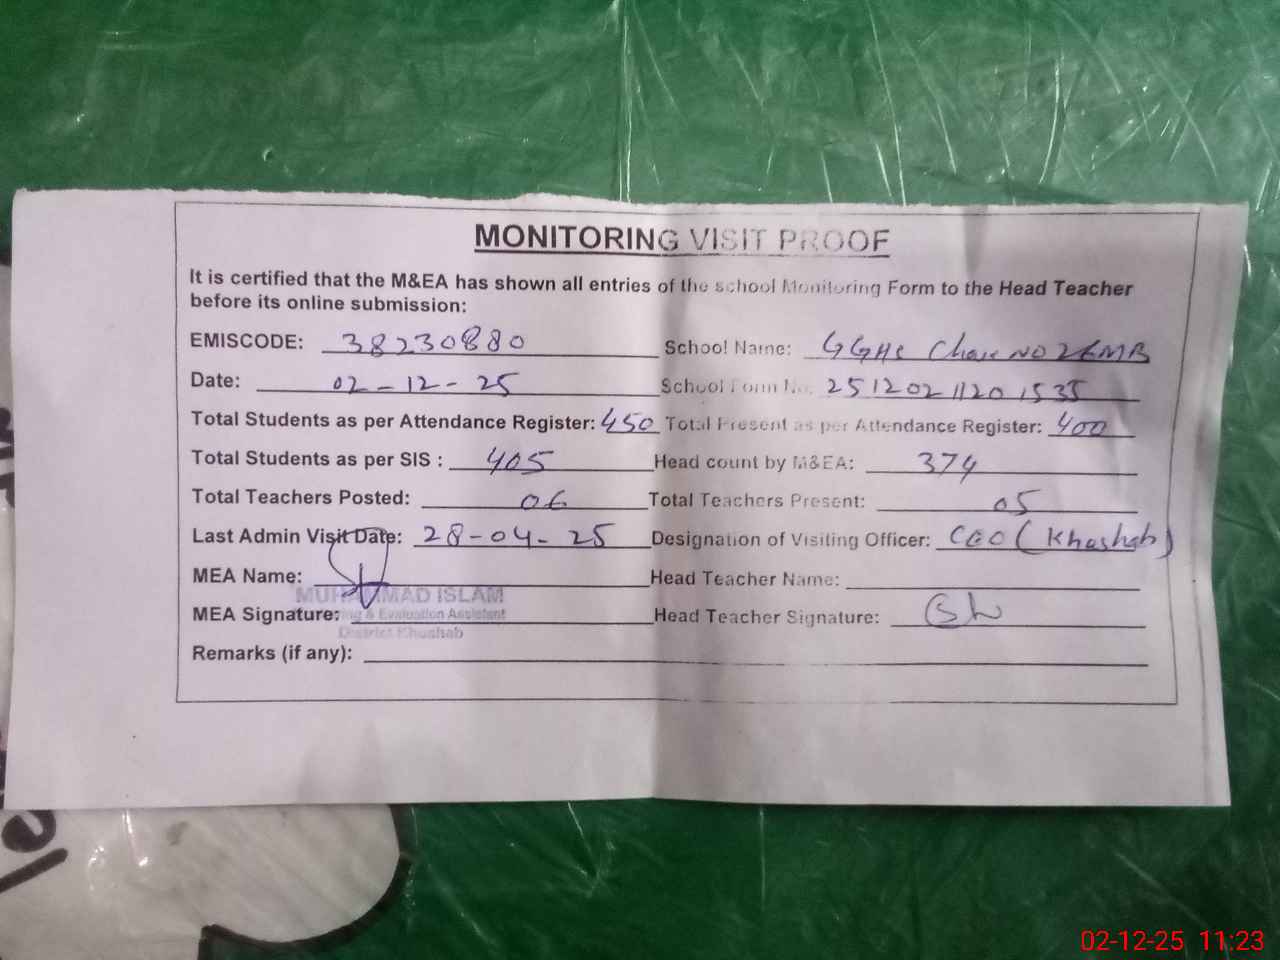 MONITORING VISIT PROOF
It is certified that the M&EA has shown all entries of the school Monitoring Form to the Head Teacher
before its online submission:
EMISCODE: 38230880 School Name: GGHS Chak NO 26MB
Date: 02-12-25 School Form No. 25120211201535
Total Students as per Attendance Register: 450 Total Present as per Attendance Register: 400
Total Students as per SIS : 405 Head count by M&EA: 374
Total Teachers Posted: 06 Total Teachers Present: 05
Last Admin Visit Date: 28-04-25 Designation of Visiting Officer: CEO (Khushab)
MEA Name: Head Teacher Name:
MUHAMMAD ISLAM
MEA Signature: Head Teacher Signature:
& Evaluation Assistant
District Khushab
Remarks (if any):
02-12-25 11:23